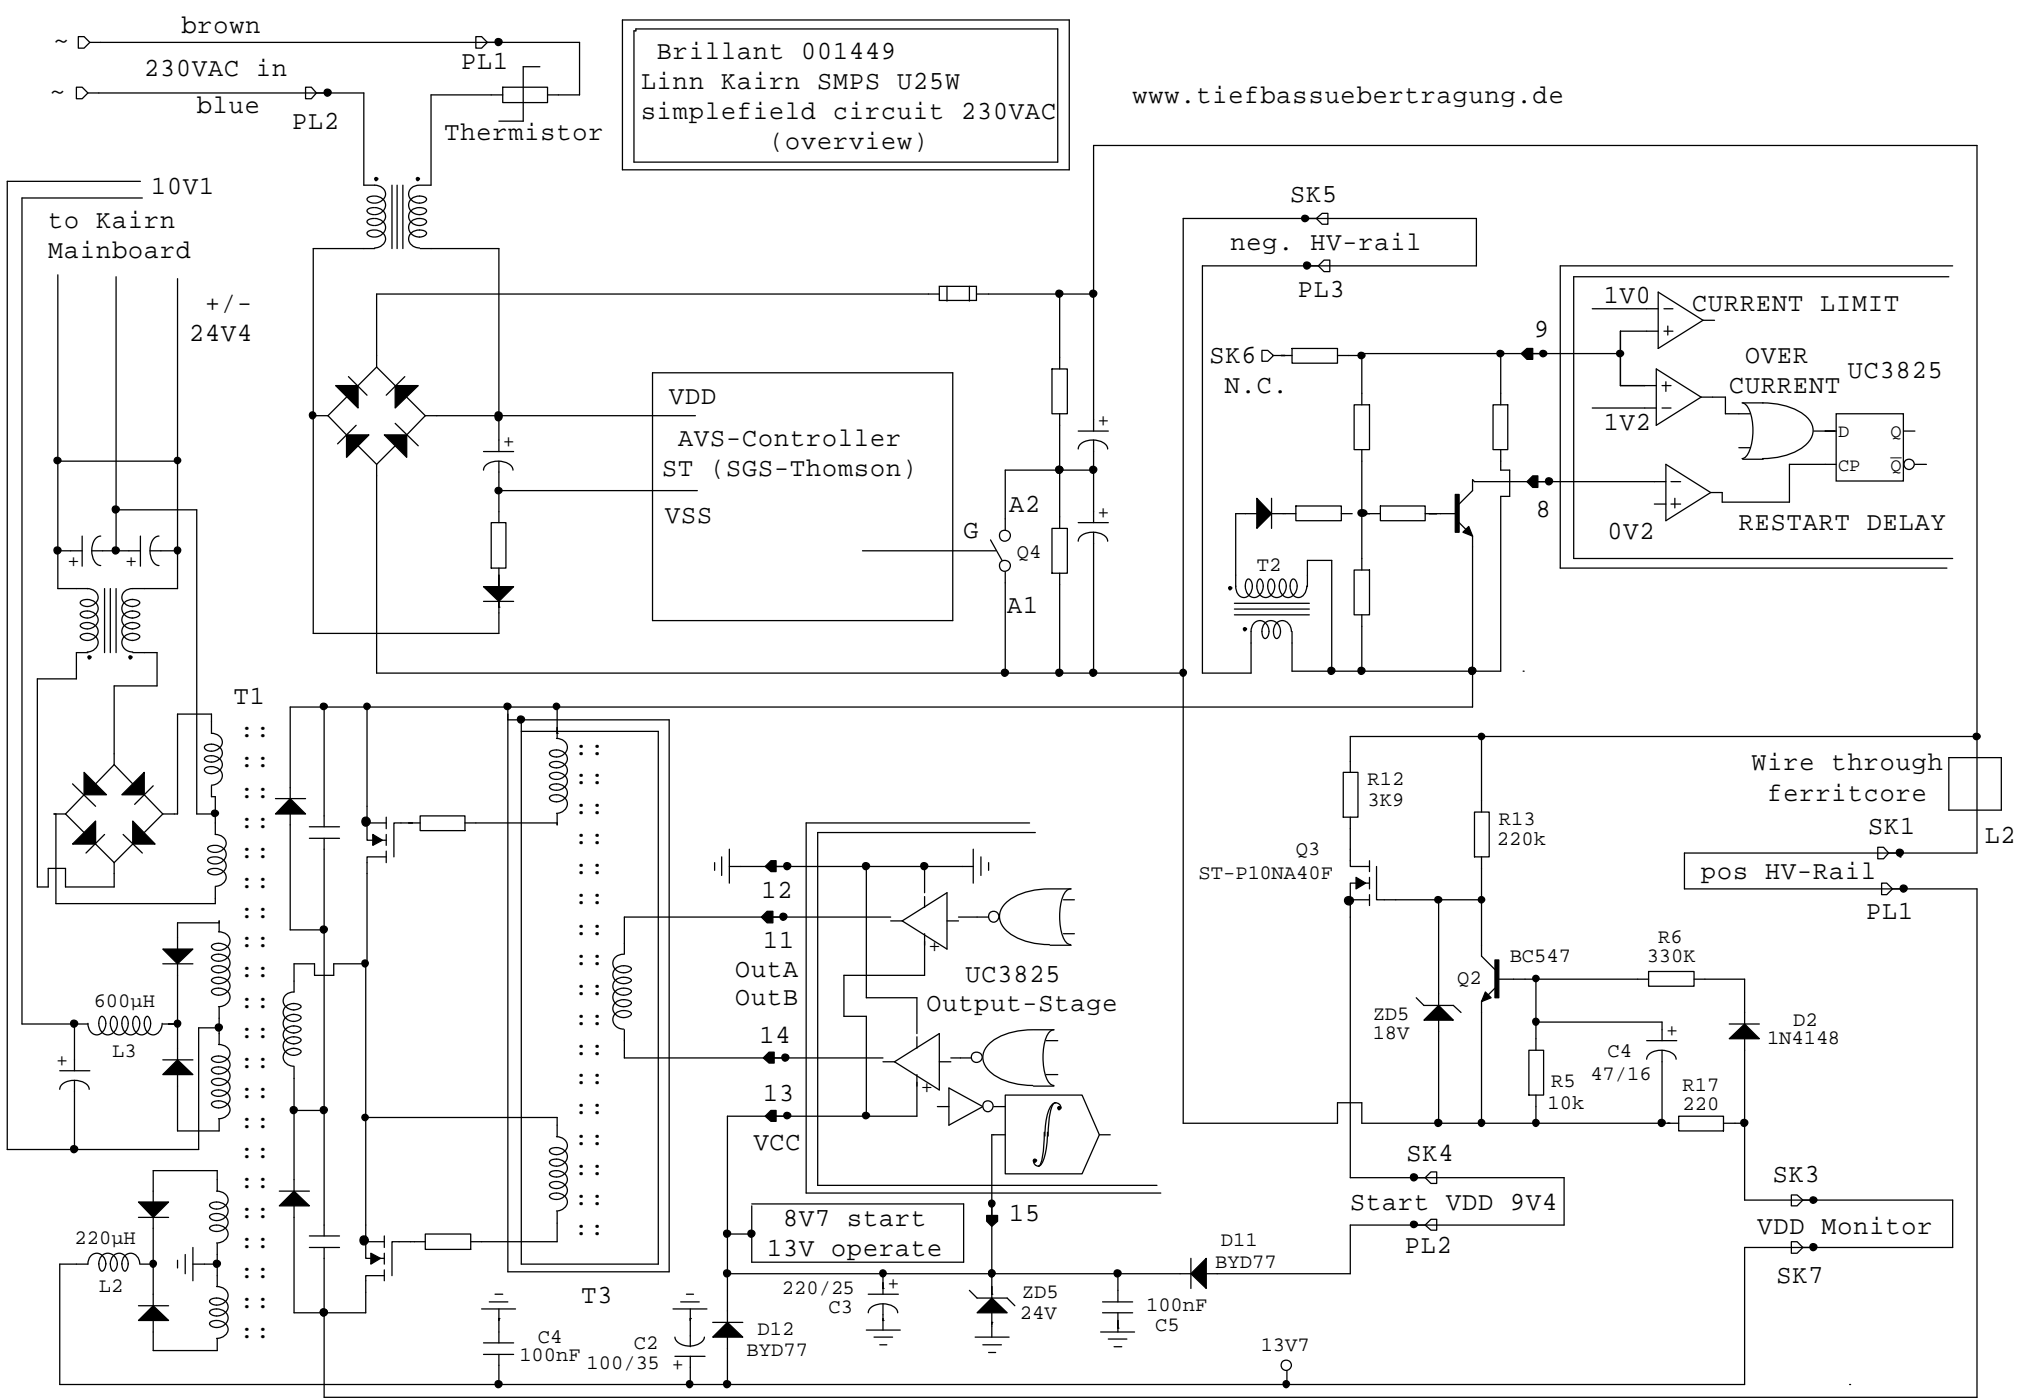 brown
~
PL1
230VAC in
~
blue
PL2
Thermistor
Brillant 001449
Linn Kairn SMPS U25W
simplefield circuit 230VAC
(overview)
www.tiefbassuebertragung.de
10V1
to Kairn
Mainboard
+/-
24V4
SK5
neg. HV-rail
PL3
SK6
N.C.
9
8
1V0
CURRENT LIMIT
OVER
CURRENT
UC3825
1V2
D
Q
CP
Q
0V2
RESTART DELAY
VDD
AVS-Controller
ST (SGS-Thomson)
VSS
A2
G
Q4
A1
T2
T1
R12
3K9
R13
220k
Wire through
ferritcore
SK1
L2
pos HV-Rail
PL1
Q3
ST-P10NA40F
12
11
OutA
OutB
UC3825
Output-Stage
14
13
VCC
BC547
Q2
R6
330K
ZD5
18V
D2
1N4148
C4
47/16
R5
10k
R17
220
600µH
L3
SK4
Start VDD 9V4
PL2
SK3
VDD Monitor
SK7
8V7 start
13V operate
15
220µH
L2
T3
D11
BYD77
220/25
C3
ZD5
24V
100nF
C5
C4
100nF
C2
100/35
D12
BYD77
13V7